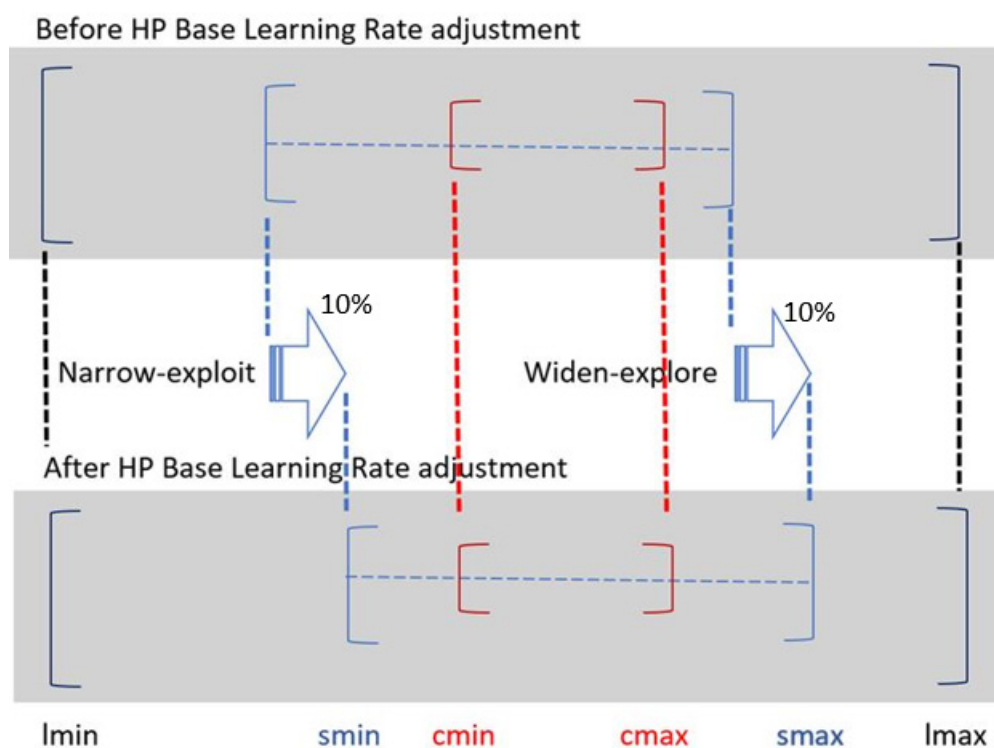 Before HP Base Learning Rate adjustment
10%
10%
Narrow-exploit
Widen-explore
After HP Base Learning Rate adjustment
lmin smin cmin cmax smax lmax